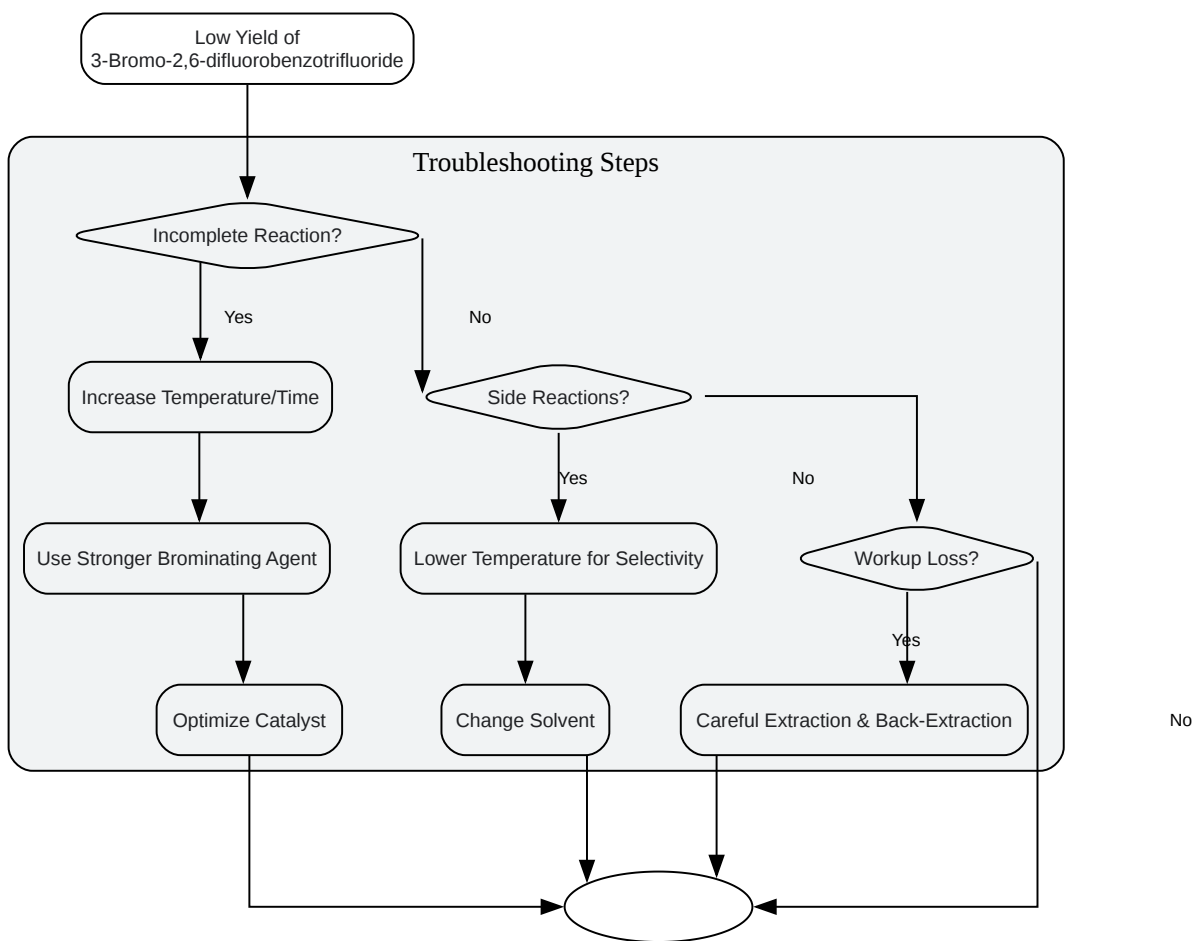 Low Yield of
3-Bromo-2,6-difluorobenzotrifluoride
Troubleshooting Steps
Incomplete Reaction?
Yes
No
Increase Temperature/Time
Side Reactions?
Yes
No
Use Stronger Brominating Agent
Lower Temperature for Selectivity
Workup Loss?
Yes
Optimize Catalyst
Change Solvent
Careful Extraction & Back-Extraction
No